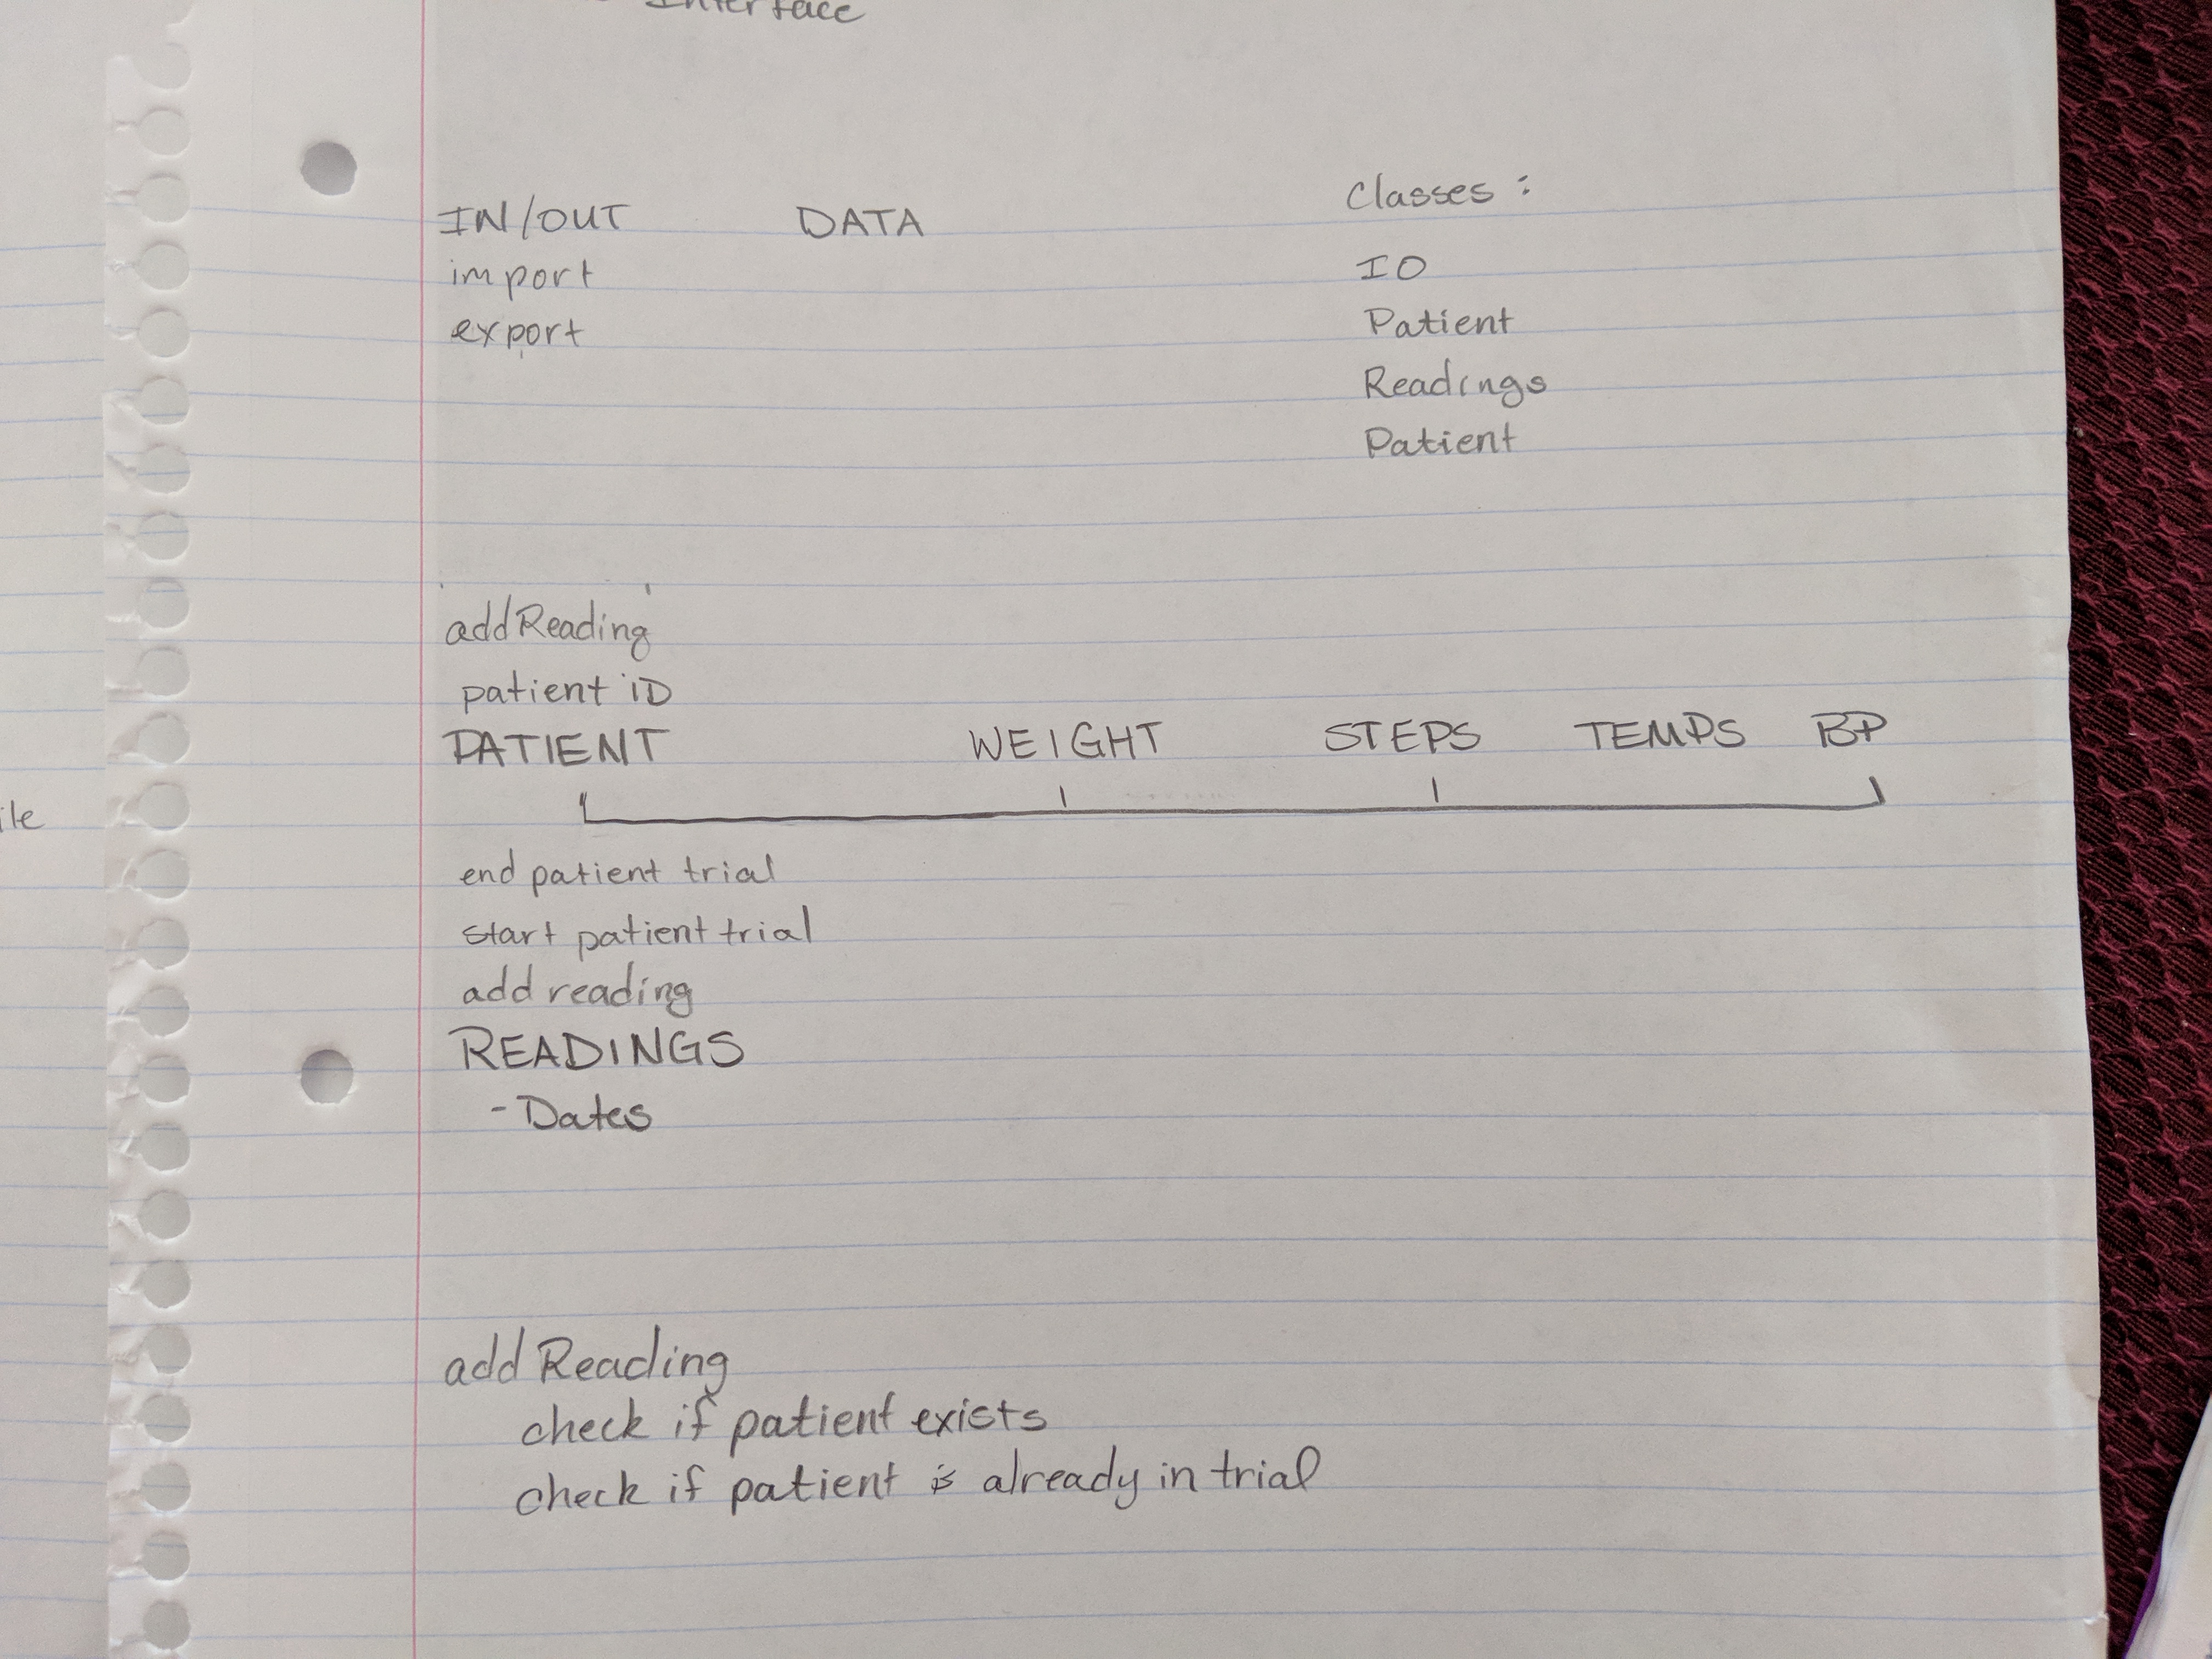 Interface
IN/OUT DATA
import
export
Classes :
IO
Patient
Readings
Patient
addReading
patient iD
PATIENT WEIGHT STEPS TEMPS BP
end patient trial
start patient trial
add reading
READINGS
- Dates
ile
add Reading
check if patient exists
check if patient is already in trial